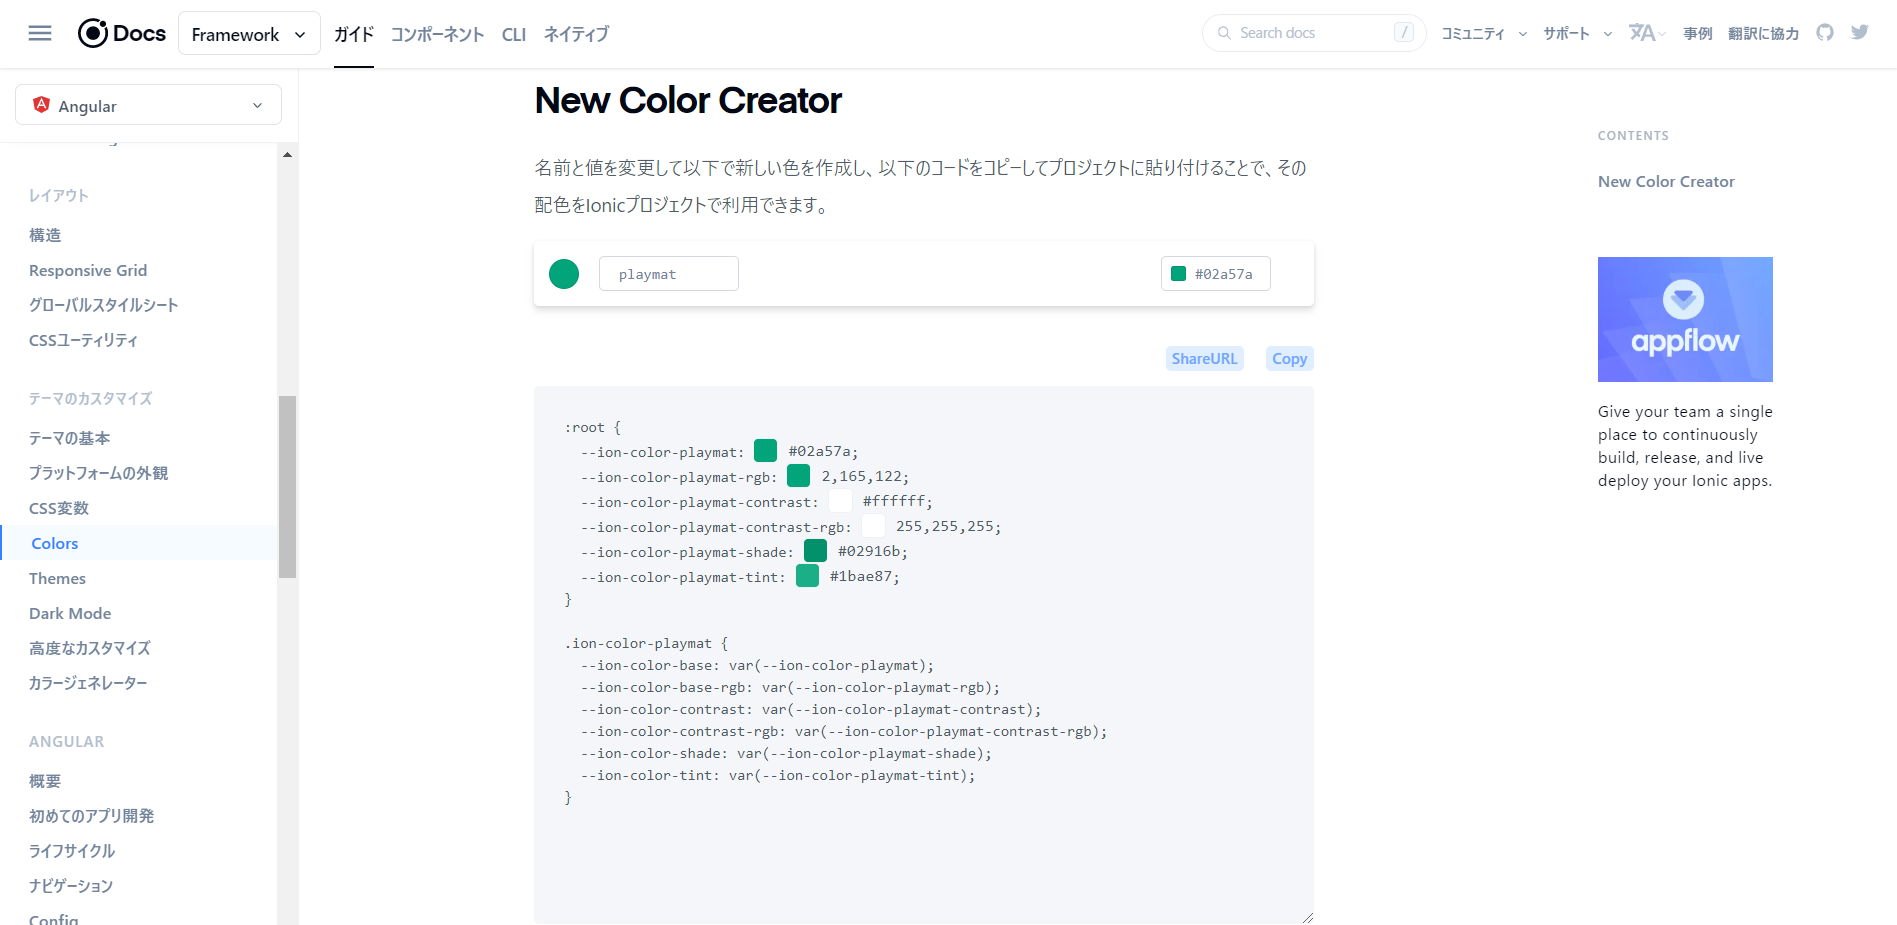 Docs
Framework
ガイド
コンポーネント
CLI
ネイティブ
Search docs
/
コミュニティ
サポート
事例
翻訳に協力
Angular
レイアウト
構造
Responsive Grid
グローバルスタイルシート
CSSユーティリティ
テーマのカスタマイズ
テーマの基本
プラットフォームの外観
CSS変数
Colors
Themes
Dark Mode
高度なカスタマイズ
カラージェネレーター
ANGULAR
概要
初めてのアプリ開発
ライフサイクル
ナビゲーション
Config
New Color Creator
名前と値を変更して以下で新しい色を作成し、以下のコードをコピーしてプロジェクトに貼り付けることで、その
配色をIonicプロジェクトで利用できます。
playmat
#02a57a
ShareURL
Copy
:root {
--ion-color-playmat: #02a57a;
--ion-color-playmat-rgb: 2,165,122;
--ion-color-playmat-contrast: #ffffff;
--ion-color-playmat-contrast-rgb: 255,255,255;
--ion-color-playmat-shade: #02916b;
--ion-color-playmat-tint: #1bae87;
}
.ion-color-playmat {
--ion-color-base: var(--ion-color-playmat);
--ion-color-base-rgb: var(--ion-color-playmat-rgb);
--ion-color-contrast: var(--ion-color-playmat-contrast);
--ion-color-contrast-rgb: var(--ion-color-playmat-contrast-rgb);
--ion-color-shade: var(--ion-color-playmat-shade);
--ion-color-tint: var(--ion-color-playmat-tint);
}
CONTENTS
New Color Creator
appflow
Give your team a single
place to continuously
build, release, and live
deploy your Ionic apps.